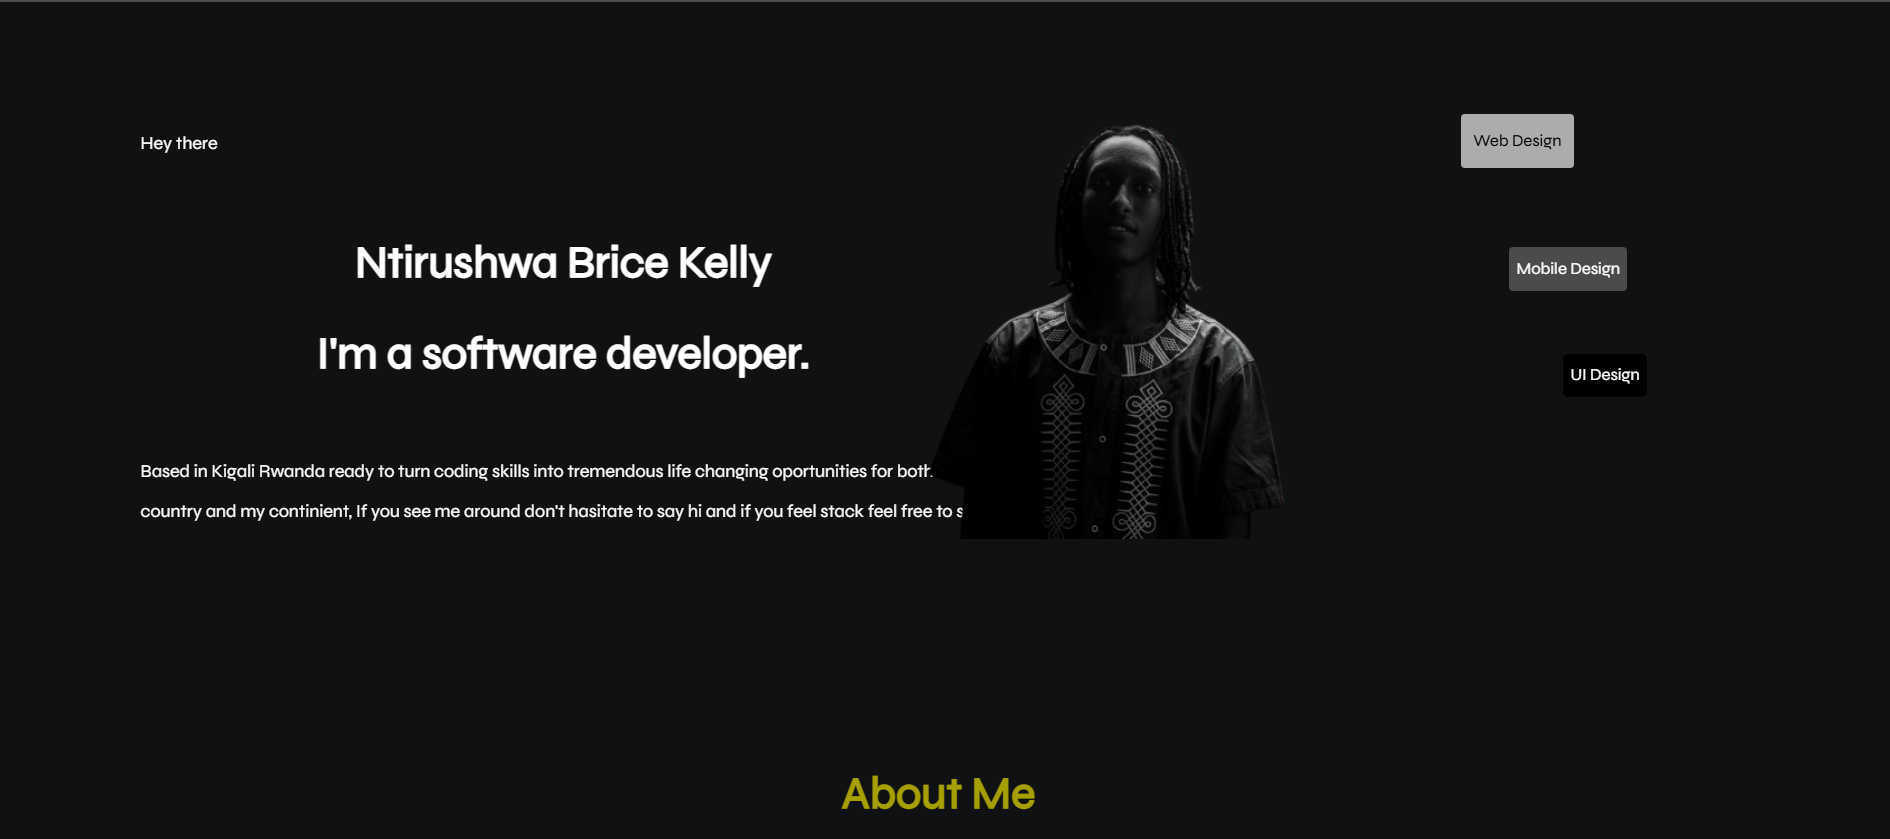 Hey there
Web Design
Ntirushwa Brice Kelly
Mobile Design
I'm a software developer.
UI Design
Based in Kigali Rwanda ready to turn coding skills into tremendous life changing oportunities for both
country and my continient, If you see me around don't hasitate to say hi and if you feel stack feel free to s
About Me